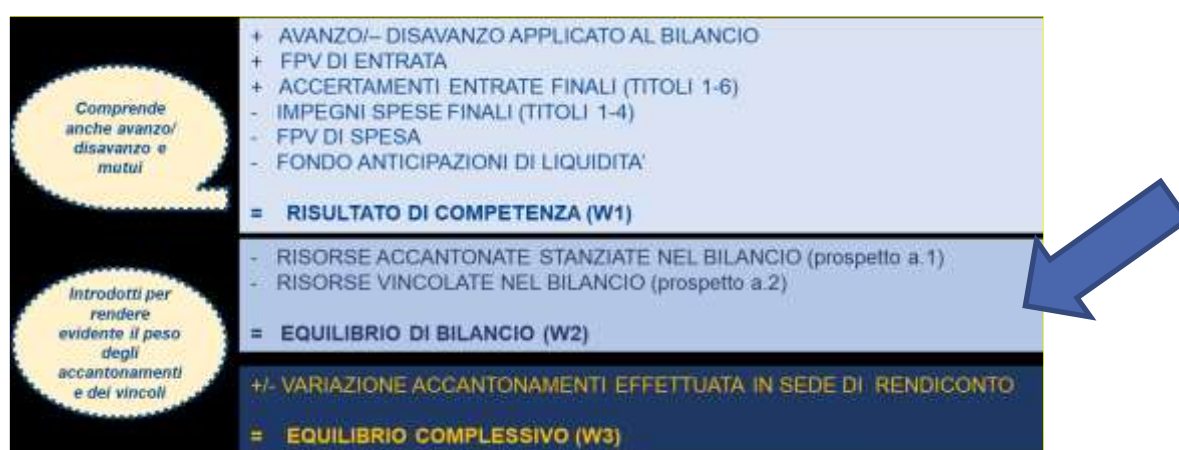 Comprende
anche avanzo/
disavanzo e
mutui
+ AVANZO/– DISAVANZO APPLICATO AL BILANCIO
+ FPV DI ENTRATA
+ ACCERTAMENTI ENTRATE FINALI (TITOLI 1-6)
- IMPEGNI SPESE FINALI (TITOLI 1-4)
- FPV DI SPESA
- FONDO ANTICIPAZIONI DI LIQUIDITA'
= RISULTATO DI COMPETENZA (W1)
Introdotti per
rendere
evidente il peso
degli
accantonamenti
e dei vincoli
- RISORSE ACCANTONATE STANZIATE NEL BILANCIO (prospetto a.1)
- RISORSE VINCOLATE NEL BILANCIO (prospetto a.2)
= EQUILIBRIO DI BILANCIO (W2)
+/- VARIAZIONE ACCANTONAMENTI EFFETTUATA IN SEDE DI RENDICONTO
= EQUILIBRIO COMPLESSIVO (W3)